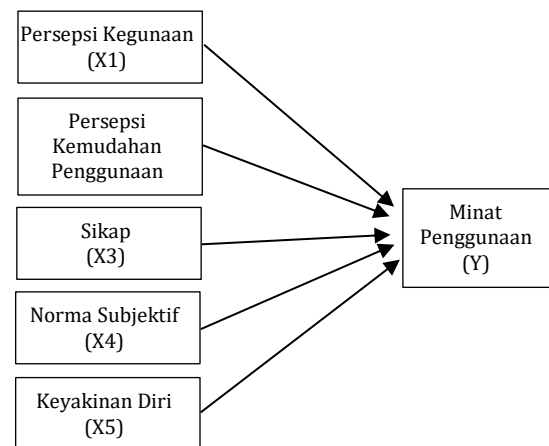 Persepsi Kegunaan
(X1)
Persepsi
Kemudahan
Penggunaan
Sikap
(X3)
Norma Subjektif
(X4)
Keyakinan Diri
(X5)
Minat
Penggunaan
(Y)